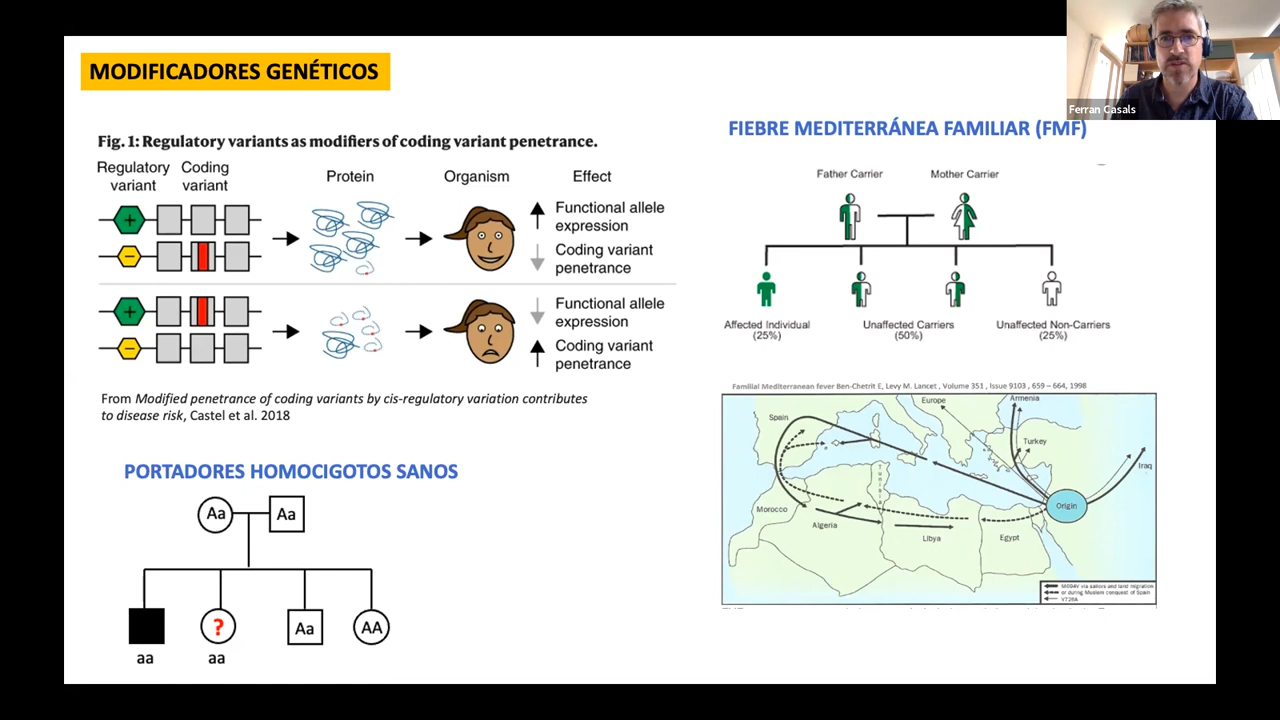 Ferran Casals
MODIFICADORES GENÉTICOS
Fig. 1: Regulatory variants as modifiers of coding variant penetrance.
Regulatory
variant
Coding
variant
Protein
Organism
Effect
+
Functional allele
expression
−
Coding variant
penetrance
+
Functional allele
expression
−
Coding variant
penetrance
From Modified penetrance of coding variants by cis-regulatory variation contributes
to disease risk, Castel et al. 2018
PORTADORES HOMOCIGOTOS SANOS
Aa
Aa
?
Aa
AA
aa
aa
FIEBRE MEDITERRÁNEA FAMILIAR (FMF)
Father Carrier
Mother Carrier
Affected Individual
(25%)
Unaffected Carriers
(50%)
Unaffected Non-Carriers
(25%)
Familial Mediterranean fever Ben-Chetrit E, Levy M. Lancet , Volume 351 , Issue 9103 , 659 – 664, 1998
Europe
Armenia
Spain
Turkey
Iraq
Tunisia
Origin
Morocco
Algeria
Libya
Egypt
M694V via sailors and land migration
or during Muslem conquest of Spain
V726A